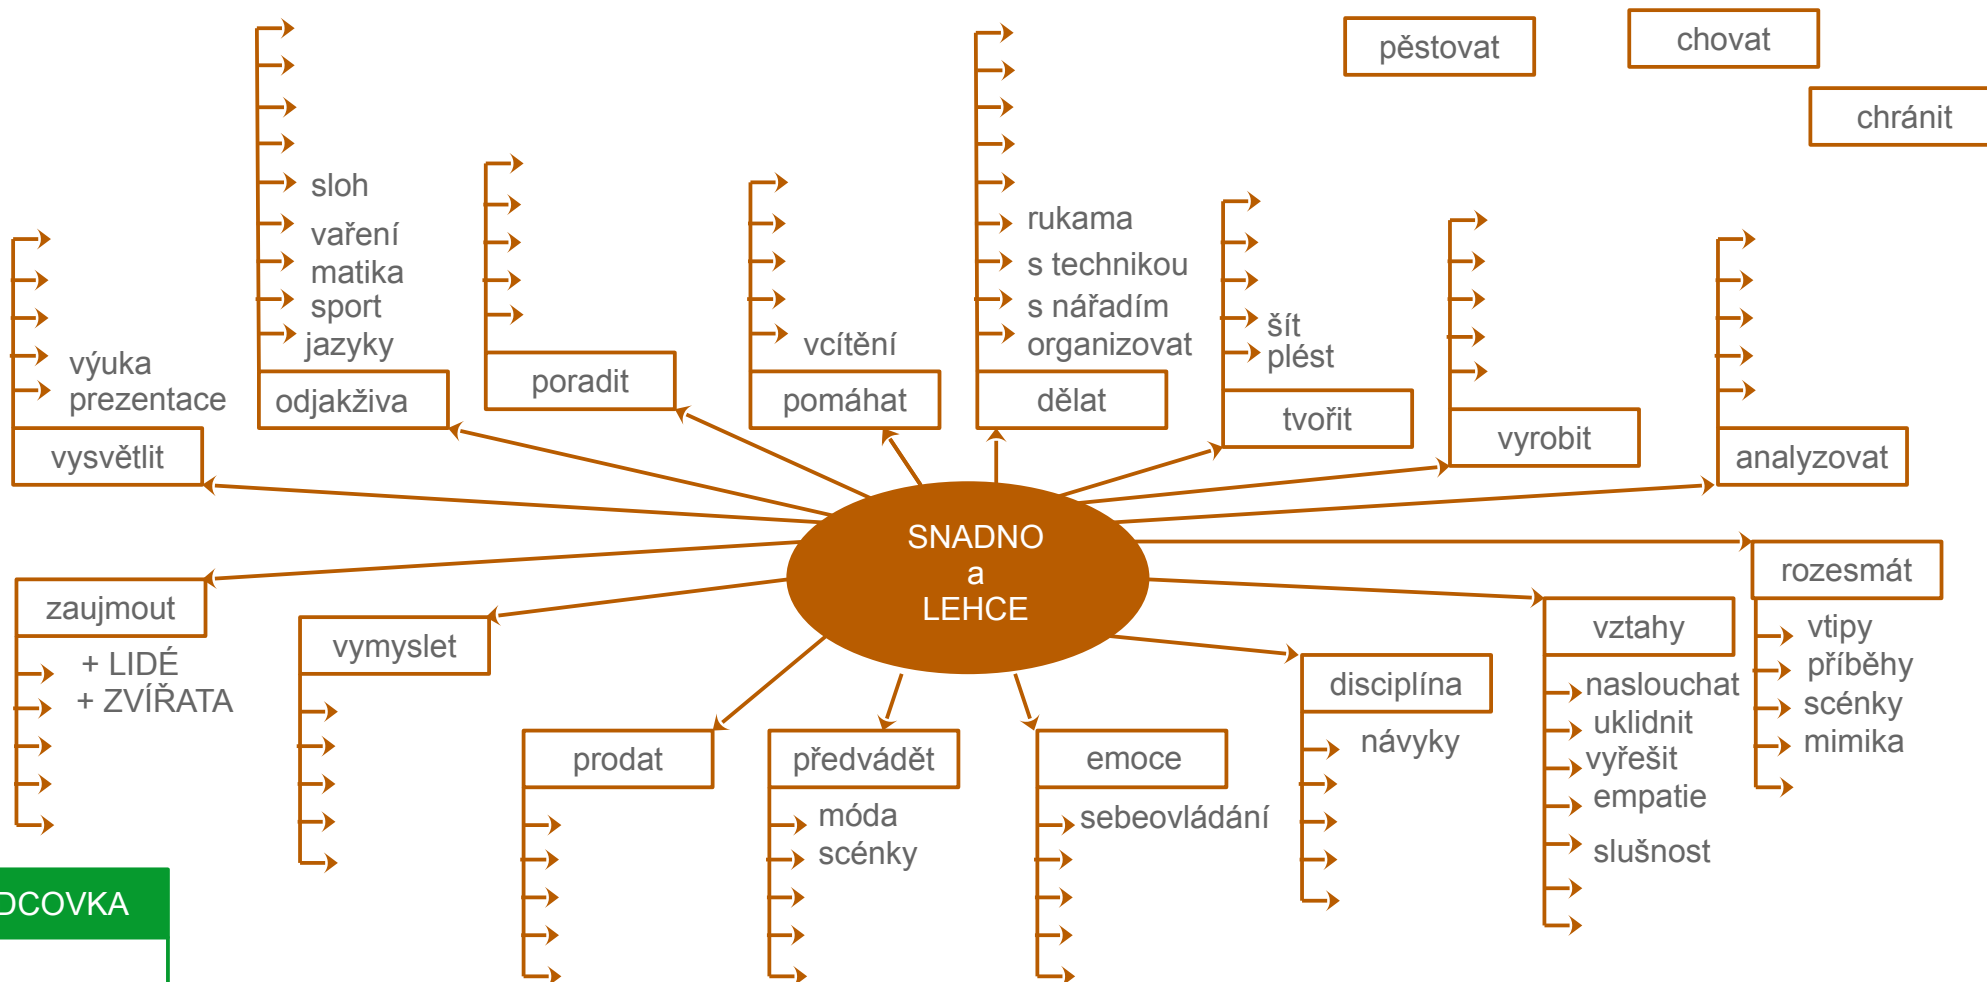 pěstovat
chovat
chránit
sloh
vaření
matika
sport
jazyky
odjakživa
výuka
prezentace
vysvětlit
poradit
vcítění
pomáhat
rukama
s technikou
s nářadím
organizovat
dělat
šít
plést
tvořit
vyrobit
analyzovat
SNADNO
a
LEHCE
zaujmout
+ LIDÉ
+ ZVÍŘATA
vymyslet
prodat
předvádět
móda
scénky
emoce
sebeovládání
disciplína
návyky
vztahy
naslouchat
uklidnit
vyřešit
empatie
slušnost
rozesmát
vtipy
příběhy
scénky
mimika
DCOVKA